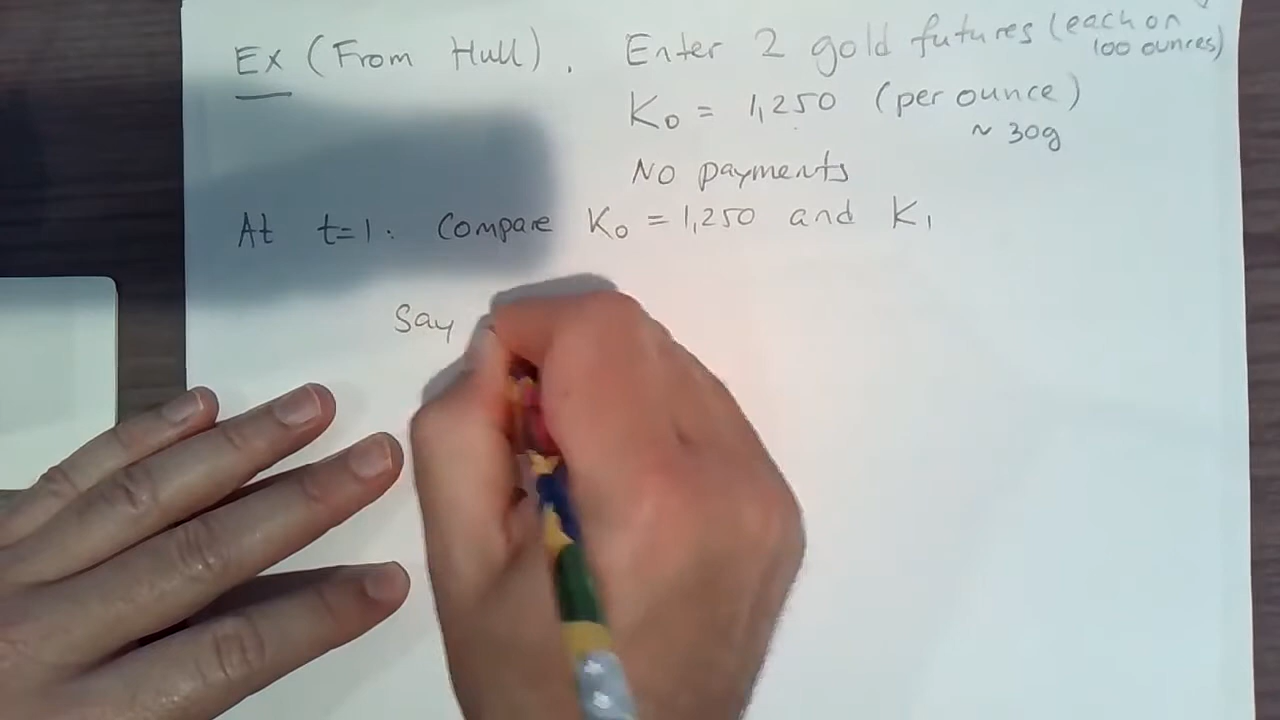 Ex (From Hull). Enter 2 gold futures (each on
100 ounces)
K₀ = 1,250 (per ounce)
~ 30g
No payments
At t=1: Compare K₀ = 1,250 and K₁
Say